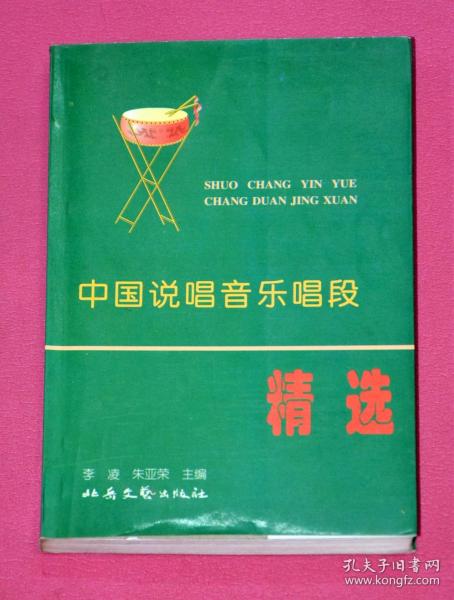 SHUO CHANG YIN YUE
CHANG DUAN JING XUAN
中国说唱音乐唱段
精选
李凌 朱亚荣 主编
北岳文艺出版社
孔夫子旧书网
www.kongfz.com